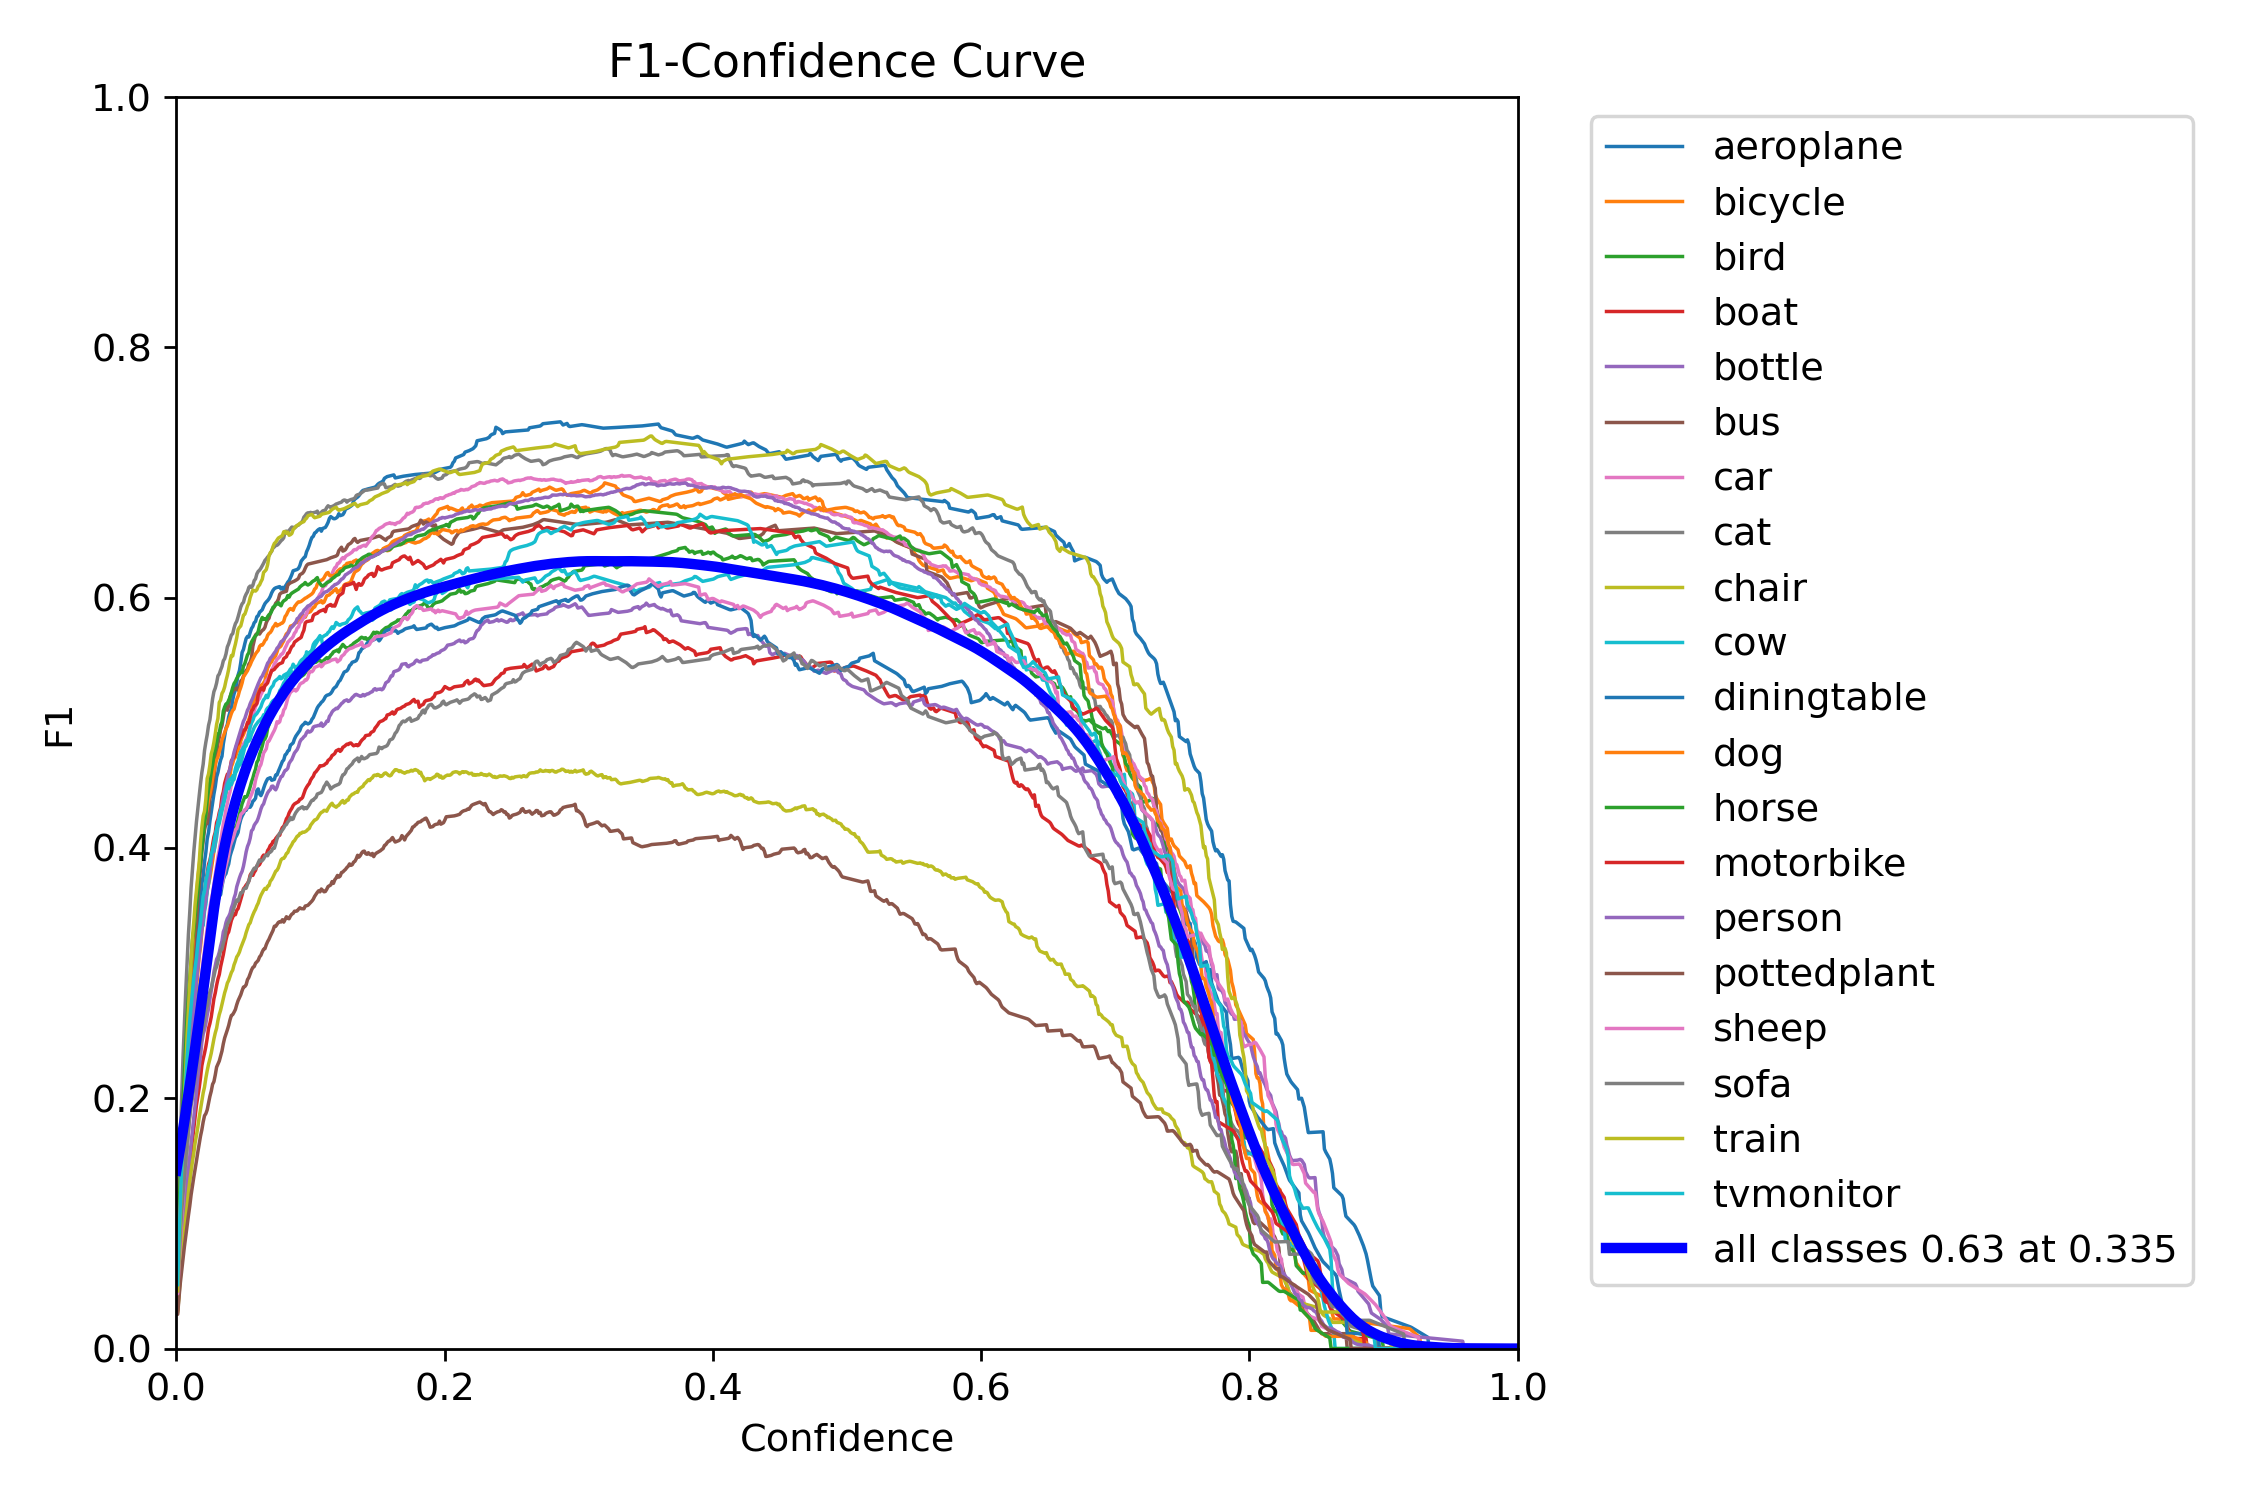 F1-Confidence Curve
1.0
0.8
0.6
0.4
0.2
0.0
F1
0.0 0.2 0.4 0.6 0.8 1.0
Confidence
aeroplane
bicycle
bird
boat
bottle
bus
car
cat
chair
cow
diningtable
dog
horse
motorbike
person
pottedplant
sheep
sofa
train
tvmonitor
all classes 0.63 at 0.335